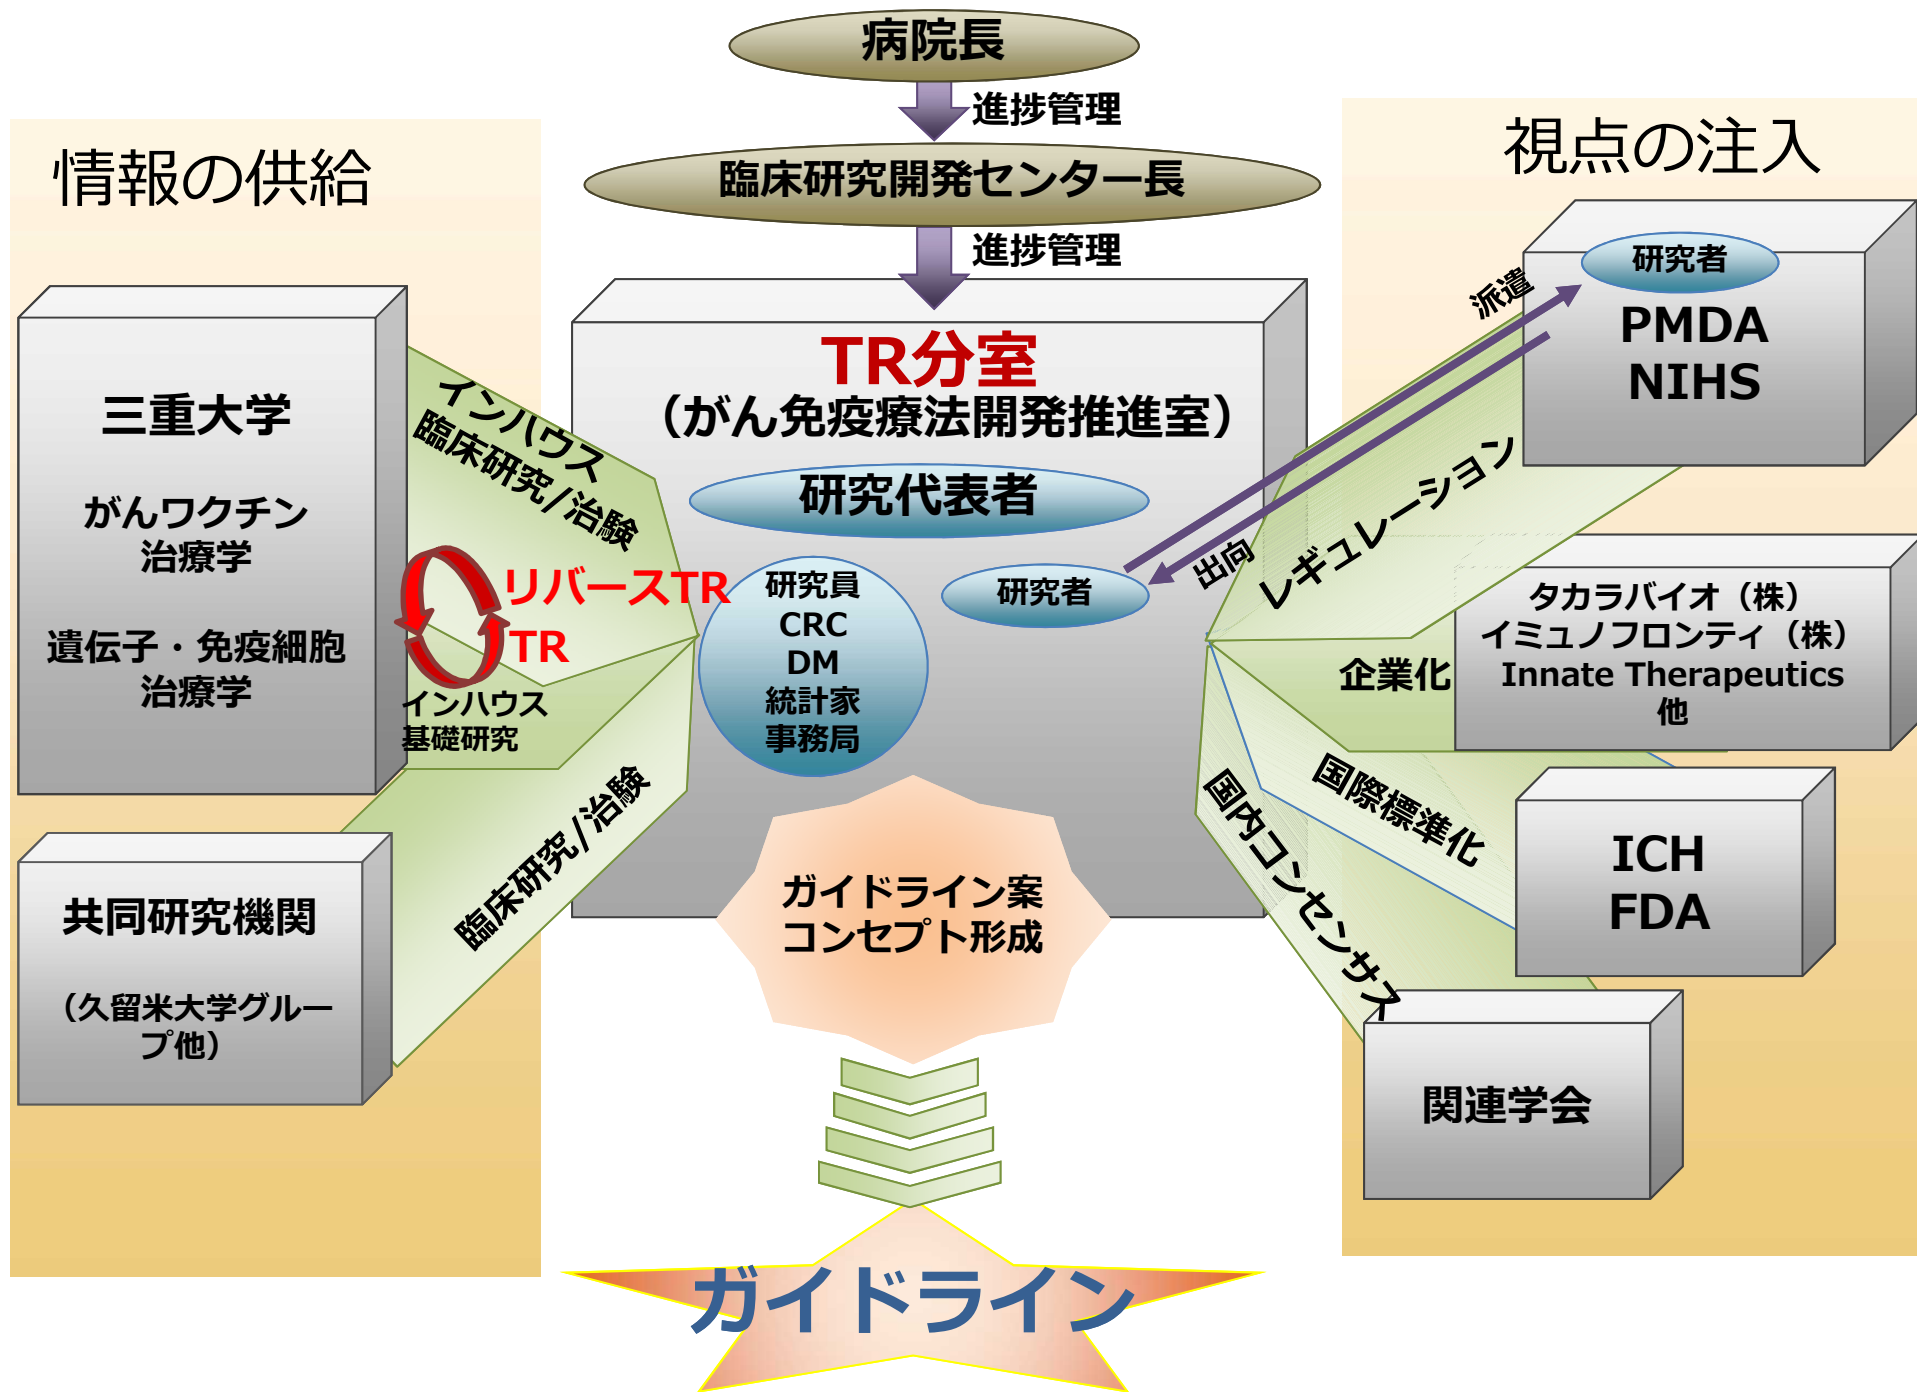 病院長
進捗管理
臨床研究開発センター長
進捗管理
情報の供給
三重大学
がんワクチン
治療学
遺伝子・免疫細胞
治療学
共同研究機関
（久留米大学グルー
プ他）
インハウス
臨床研究/治験
リバースTR
TR
インハウス
基礎研究
臨床研究/治験
TR分室
（がん免疫療法開発推進室）
研究代表者
研究員
CRC
DM
統計家
事務局
研究者
ガイドライン案
コンセプト形成
ガイドライン
視点の注入
研究者
PMDA
NIHS
派遣
出向
レギュレーション
タカラバイオ（株）
イミュノフロンティ（株）
Innate Therapeutics
他
企業化
国際標準化
ICH
FDA
国内コンセンサス
関連学会